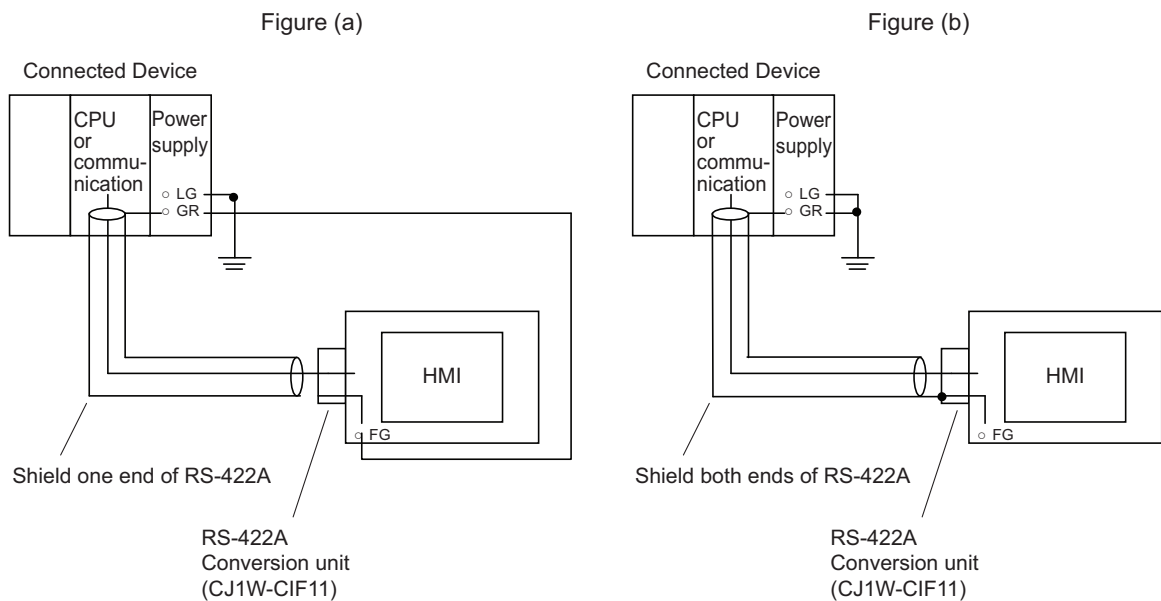 Figure (a)
Connected Device
CPU
or
commu-
nication
Power
supply
LG
GR
HMI
FG
Shield one end of RS-422A
RS-422A
Conversion unit
(CJ1W-CIF11)
Figure (b)
Connected Device
CPU
or
commu-
nication
Power
supply
LG
GR
HMI
FG
Shield both ends of RS-422A
RS-422A
Conversion unit
(CJ1W-CIF11)